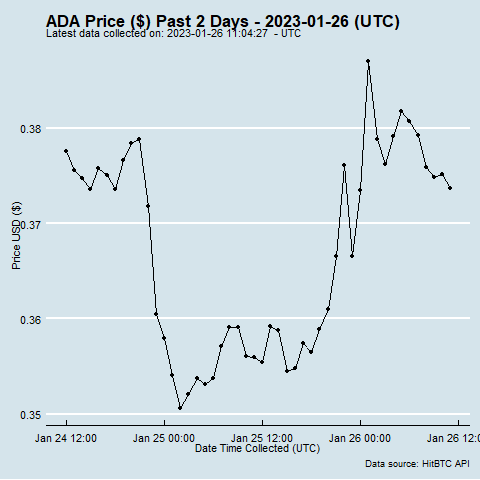 ADA Price ($) Past 2 Days - 2023-01-26 (UTC)
Latest data collected on: 2023-01-26 11:04:27 - UTC
0.38
0.37
0.36
0.35
Price USD ($)
Jan 24 12:00 Jan 25 00:00 Jan 25 12:00 Jan 26 00:00 Jan 26 12:
Date Time Collected (UTC)
Data source: HitBTC API